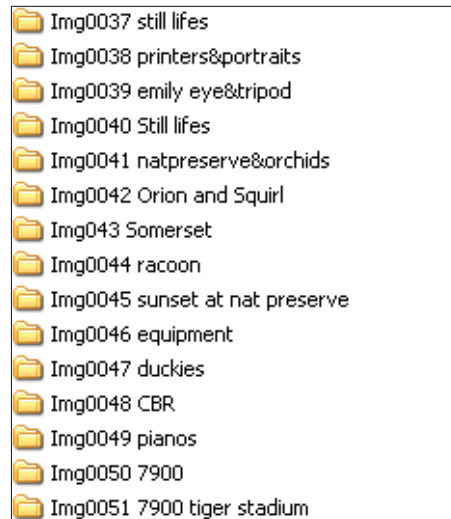 Img0037 still lifes
Img0038 printers&portraits
Img0039 emily eye&tripod
Img0040 Still lifes
Img0041 natpreserve&orchids
Img0042 Orion and Squirl
Img043 Somerset
Img0044 racoon
Img0045 sunset at nat preserve
Img0046 equipment
Img0047 duckies
Img0048 CBR
Img0049 pianos
Img0050 7900
Img0051 7900 tiger stadium